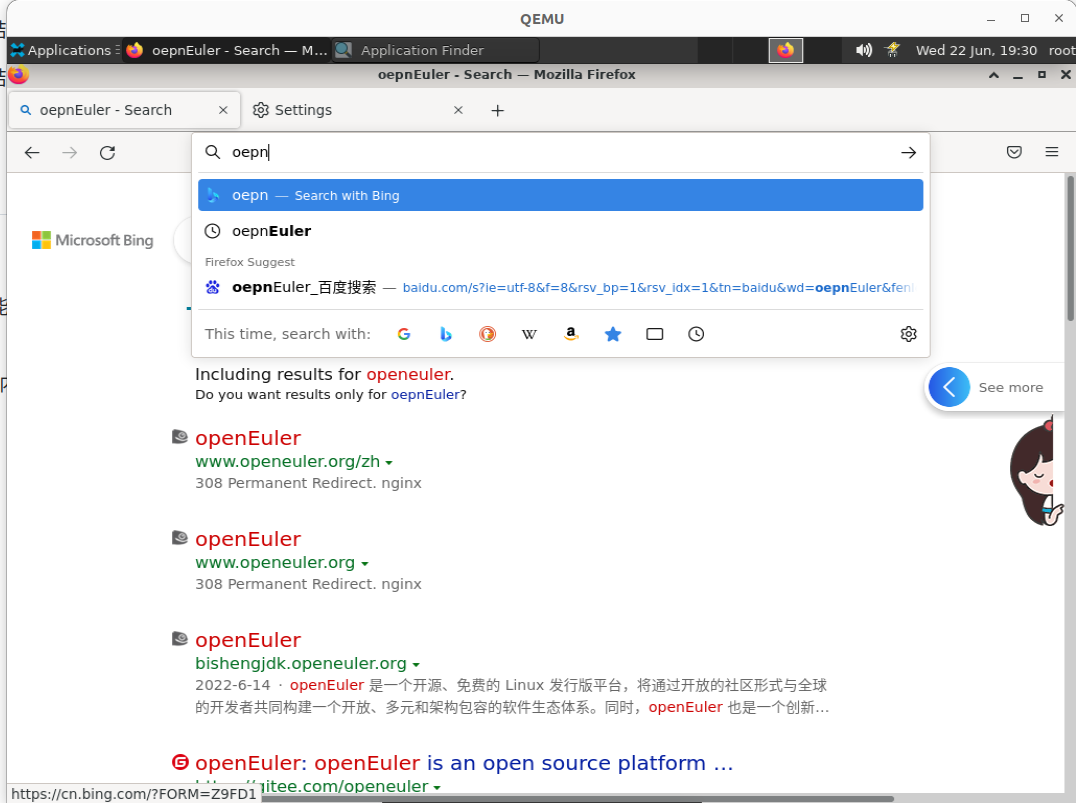 QEMU
Applications
oepnEuler - Search — M...
Application Finder
Wed 22 Jun, 19:30
root
oepnEuler - Search — Mozilla Firefox
oepnEuler - Search
Settings
oepn
oepn — Search with Bing
oepnEuler
Microsoft Bing
Firefox Suggest
oepnEuler_百度搜索 — baidu.com/s?ie=utf-8&f=8&rsv_bp=1&rsv_idx=1&tn=baidu&wd=oepnEuler&fenl
This time, search with:
Including results for openeuler.
Do you want results only for oepnEuler?
See more
openEuler
www.openeuler.org/zh
308 Permanent Redirect. nginx
openEuler
www.openeuler.org
308 Permanent Redirect. nginx
openEuler
bishengjdk.openeuler.org
2022-6-14 · openEuler 是一个开源、免费的 Linux 发行版平台，将通过开放的社区形式与全球
的开发者共同构建一个开放、多元和架构包容的软件生态体系。同时，openEuler 也是一个创新...
openEuler: openEuler is an open source platform ...
https://gitee.com/openeuler
https://cn.bing.com/?FORM=Z9FD1